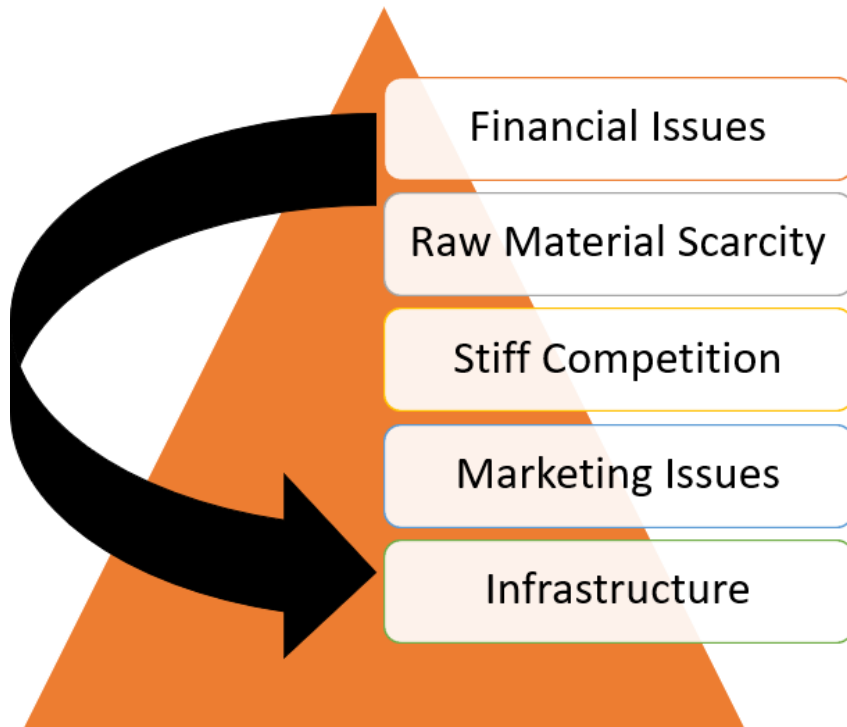 Financial Issues
Raw Material Scarcity
Stiff Competition
Marketing Issues
Infrastructure